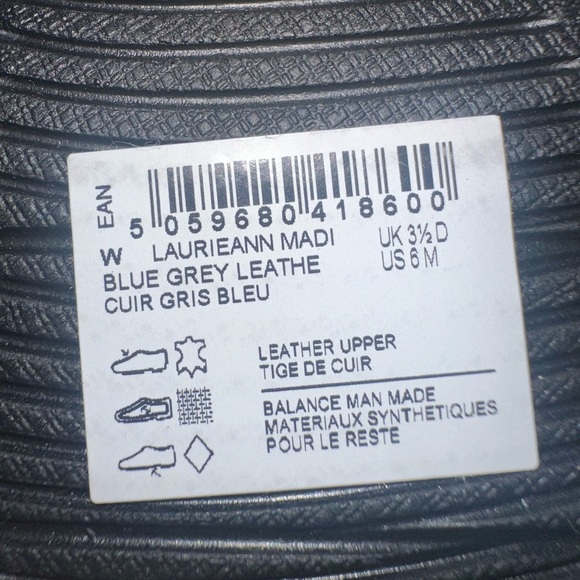 EAN
5 059680 418600
W LAURIEANN MADI UK 3½ D
BLUE GREY LEATHE US 6 M
CUIR GRIS BLEU
LEATHER UPPER
TIGE DE CUIR
BALANCE MAN MADE
MATERIAUX SYNTHETIQUES
POUR LE RESTE